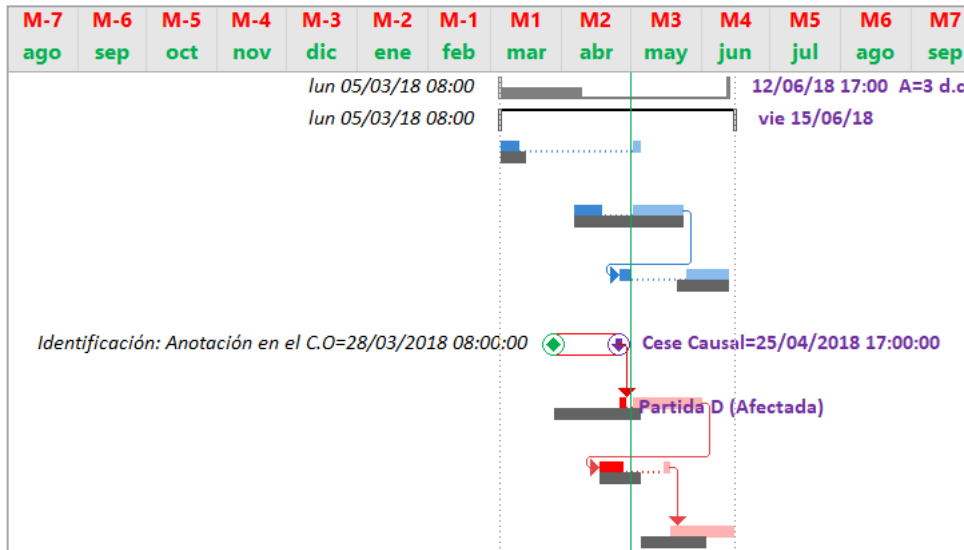 M-7 M-6 M-5 M-4 M-3 M-2 M-1 M1 M2 M3 M4 M5 M6 M7
ago sep oct nov dic ene feb mar abr may jun jul ago sep
lun 05/03/18 08:00 12/06/18 17:00 A=3 d.c
lun 05/03/18 08:00 vie 15/06/18
Identificación: Anotación en el C.O=28/03/2018 08:00:00 Cese Causal=25/04/2018 17:00:00
Partida D (Afectada)